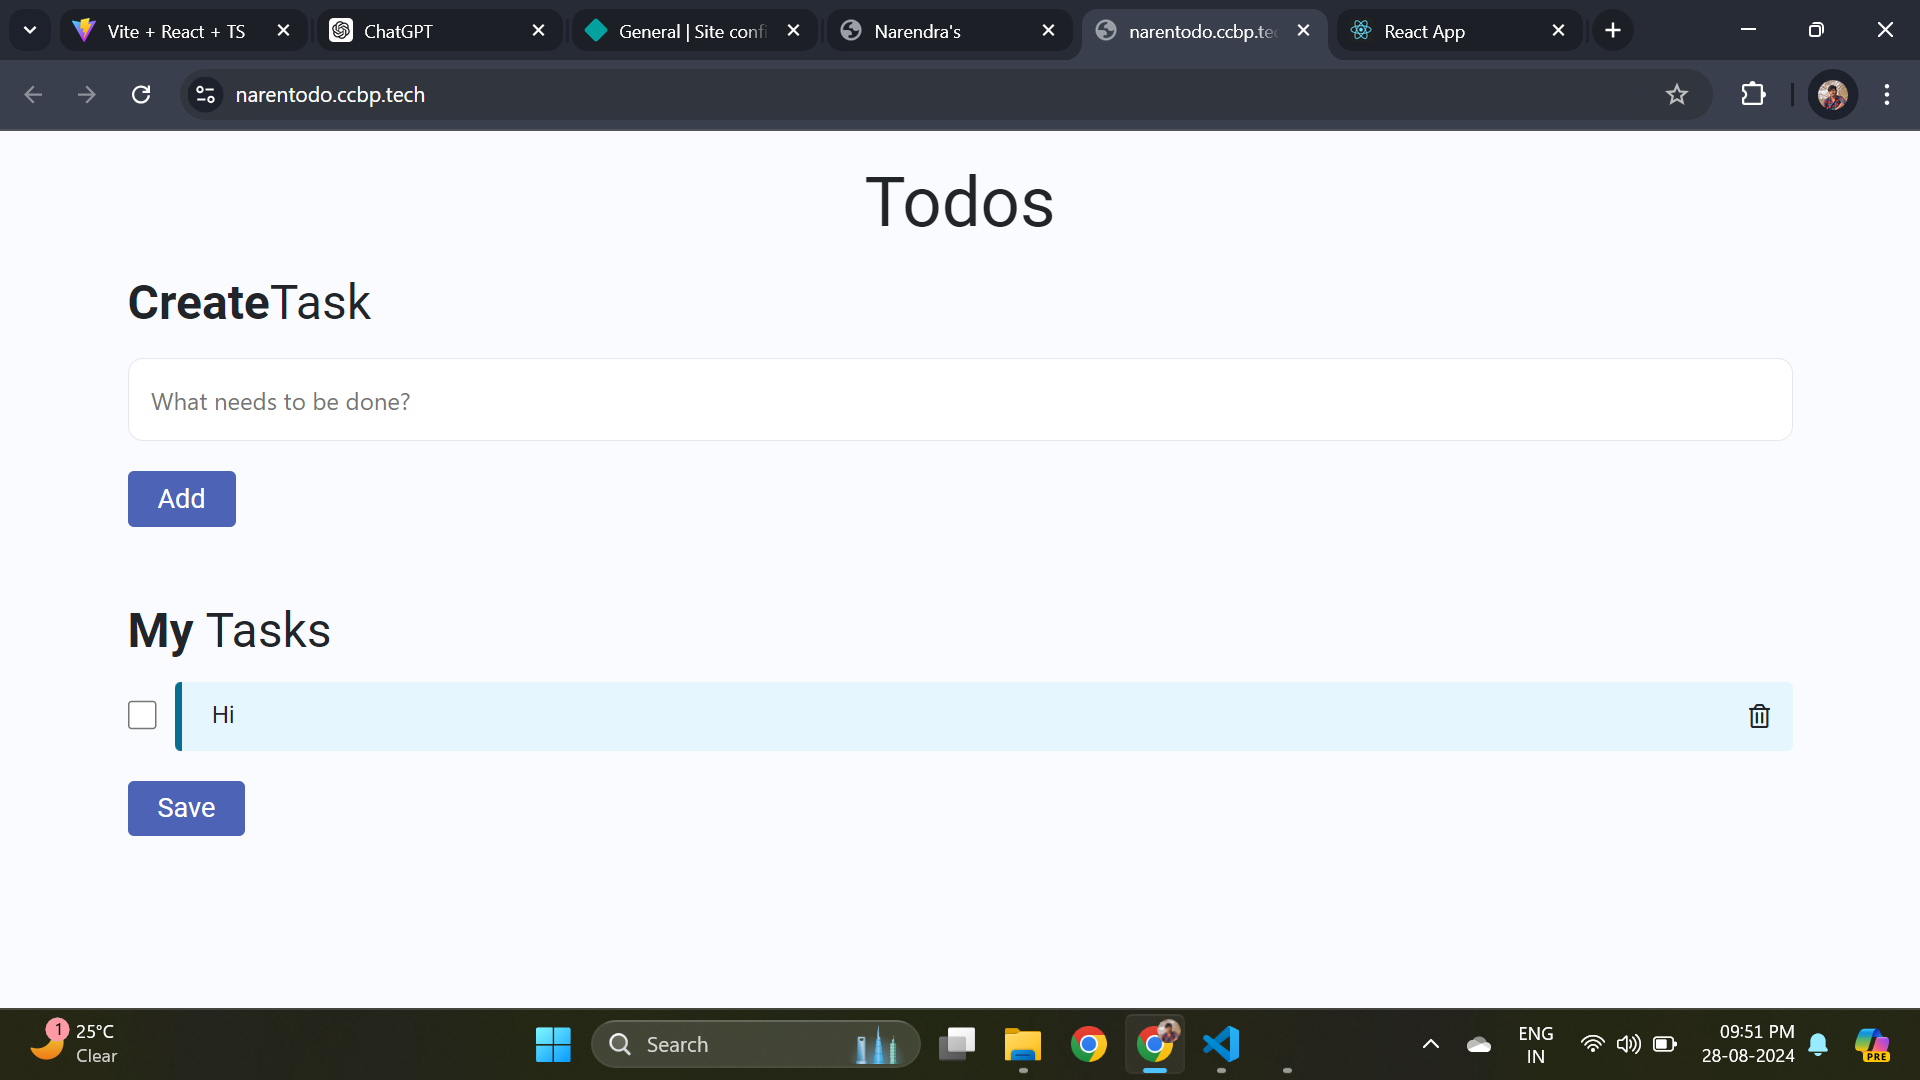 Vite + React + TS
ChatGPT
General | Site confi
Narendra's
narentodo.ccbp.tec
React App
narentodo.ccbp.tech
Todos
CreateTask
What needs to be done?
Add
My Tasks
Hi
Save
1
25°C
Clear
Search
ENG
IN
09:51 PM
28-08-2024
PRE